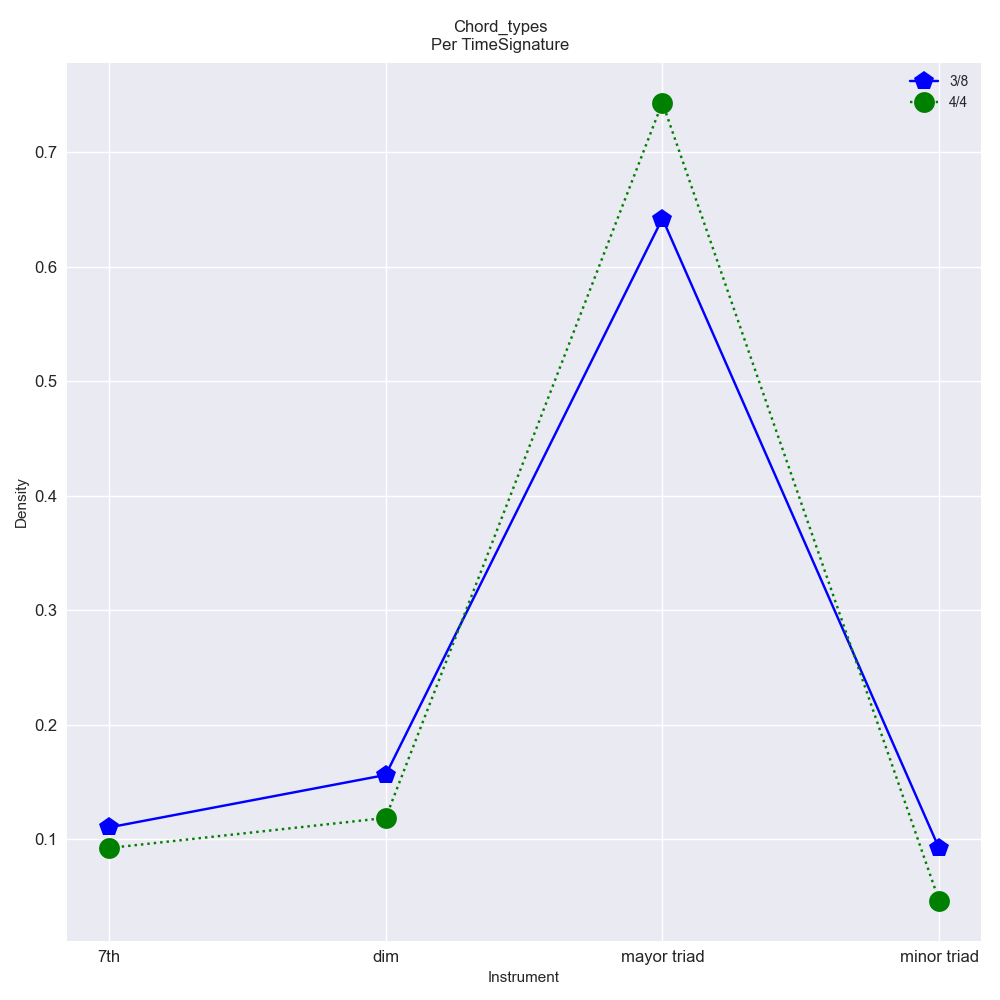 Chord_types
Per TimeSignature
3/8
4/4
0.7
0.6
0.5
0.4
0.3
0.2
0.1
Density
7th
dim
mayor triad
minor triad
Instrument